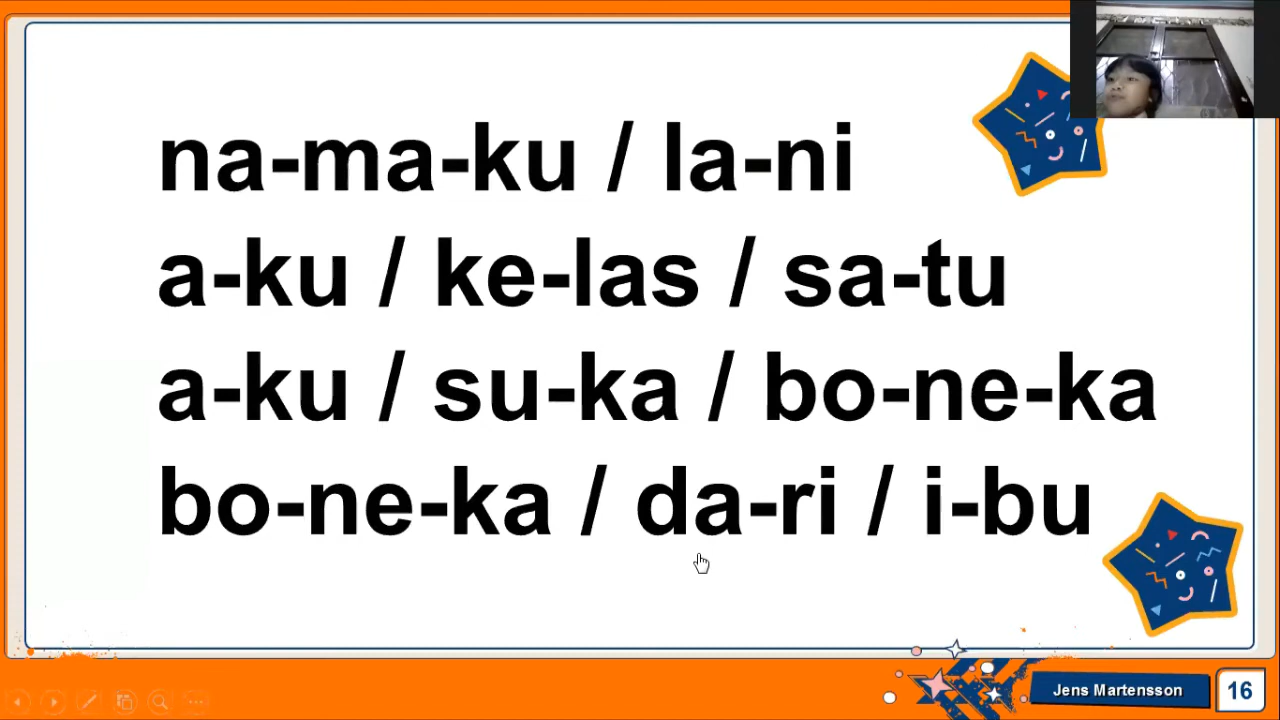 na-ma-ku / la-ni
a-ku / ke-las / sa-tu
a-ku / su-ka / bo-ne-ka
bo-ne-ka / da-ri / i-bu
Jens Martensson
16